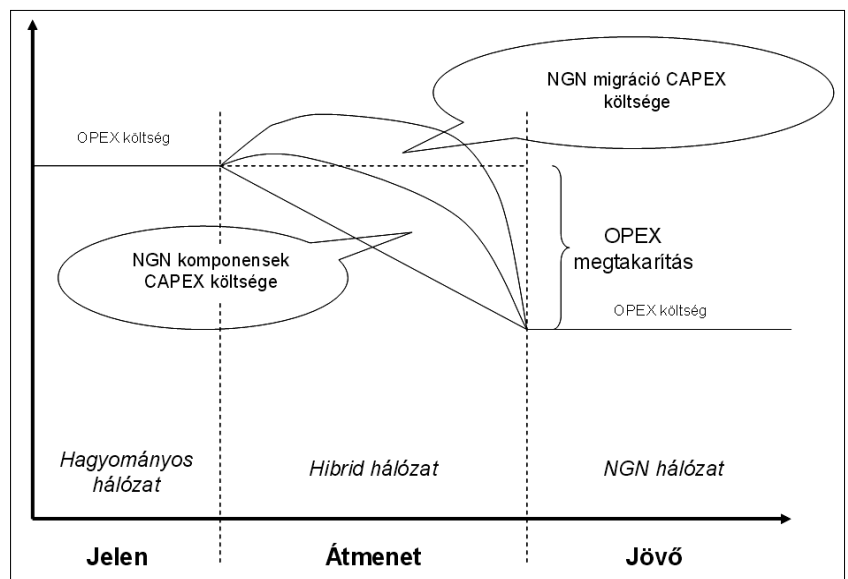 NGN migráció CAPEX
költsége
OPEX költség
NGN komponensek
CAPEX költsége
OPEX
megtakarítás
OPEX költség
Hagyományos
hálózat
Hibrid hálózat
NGN hálózat
Jelen
Átmenet
Jövő